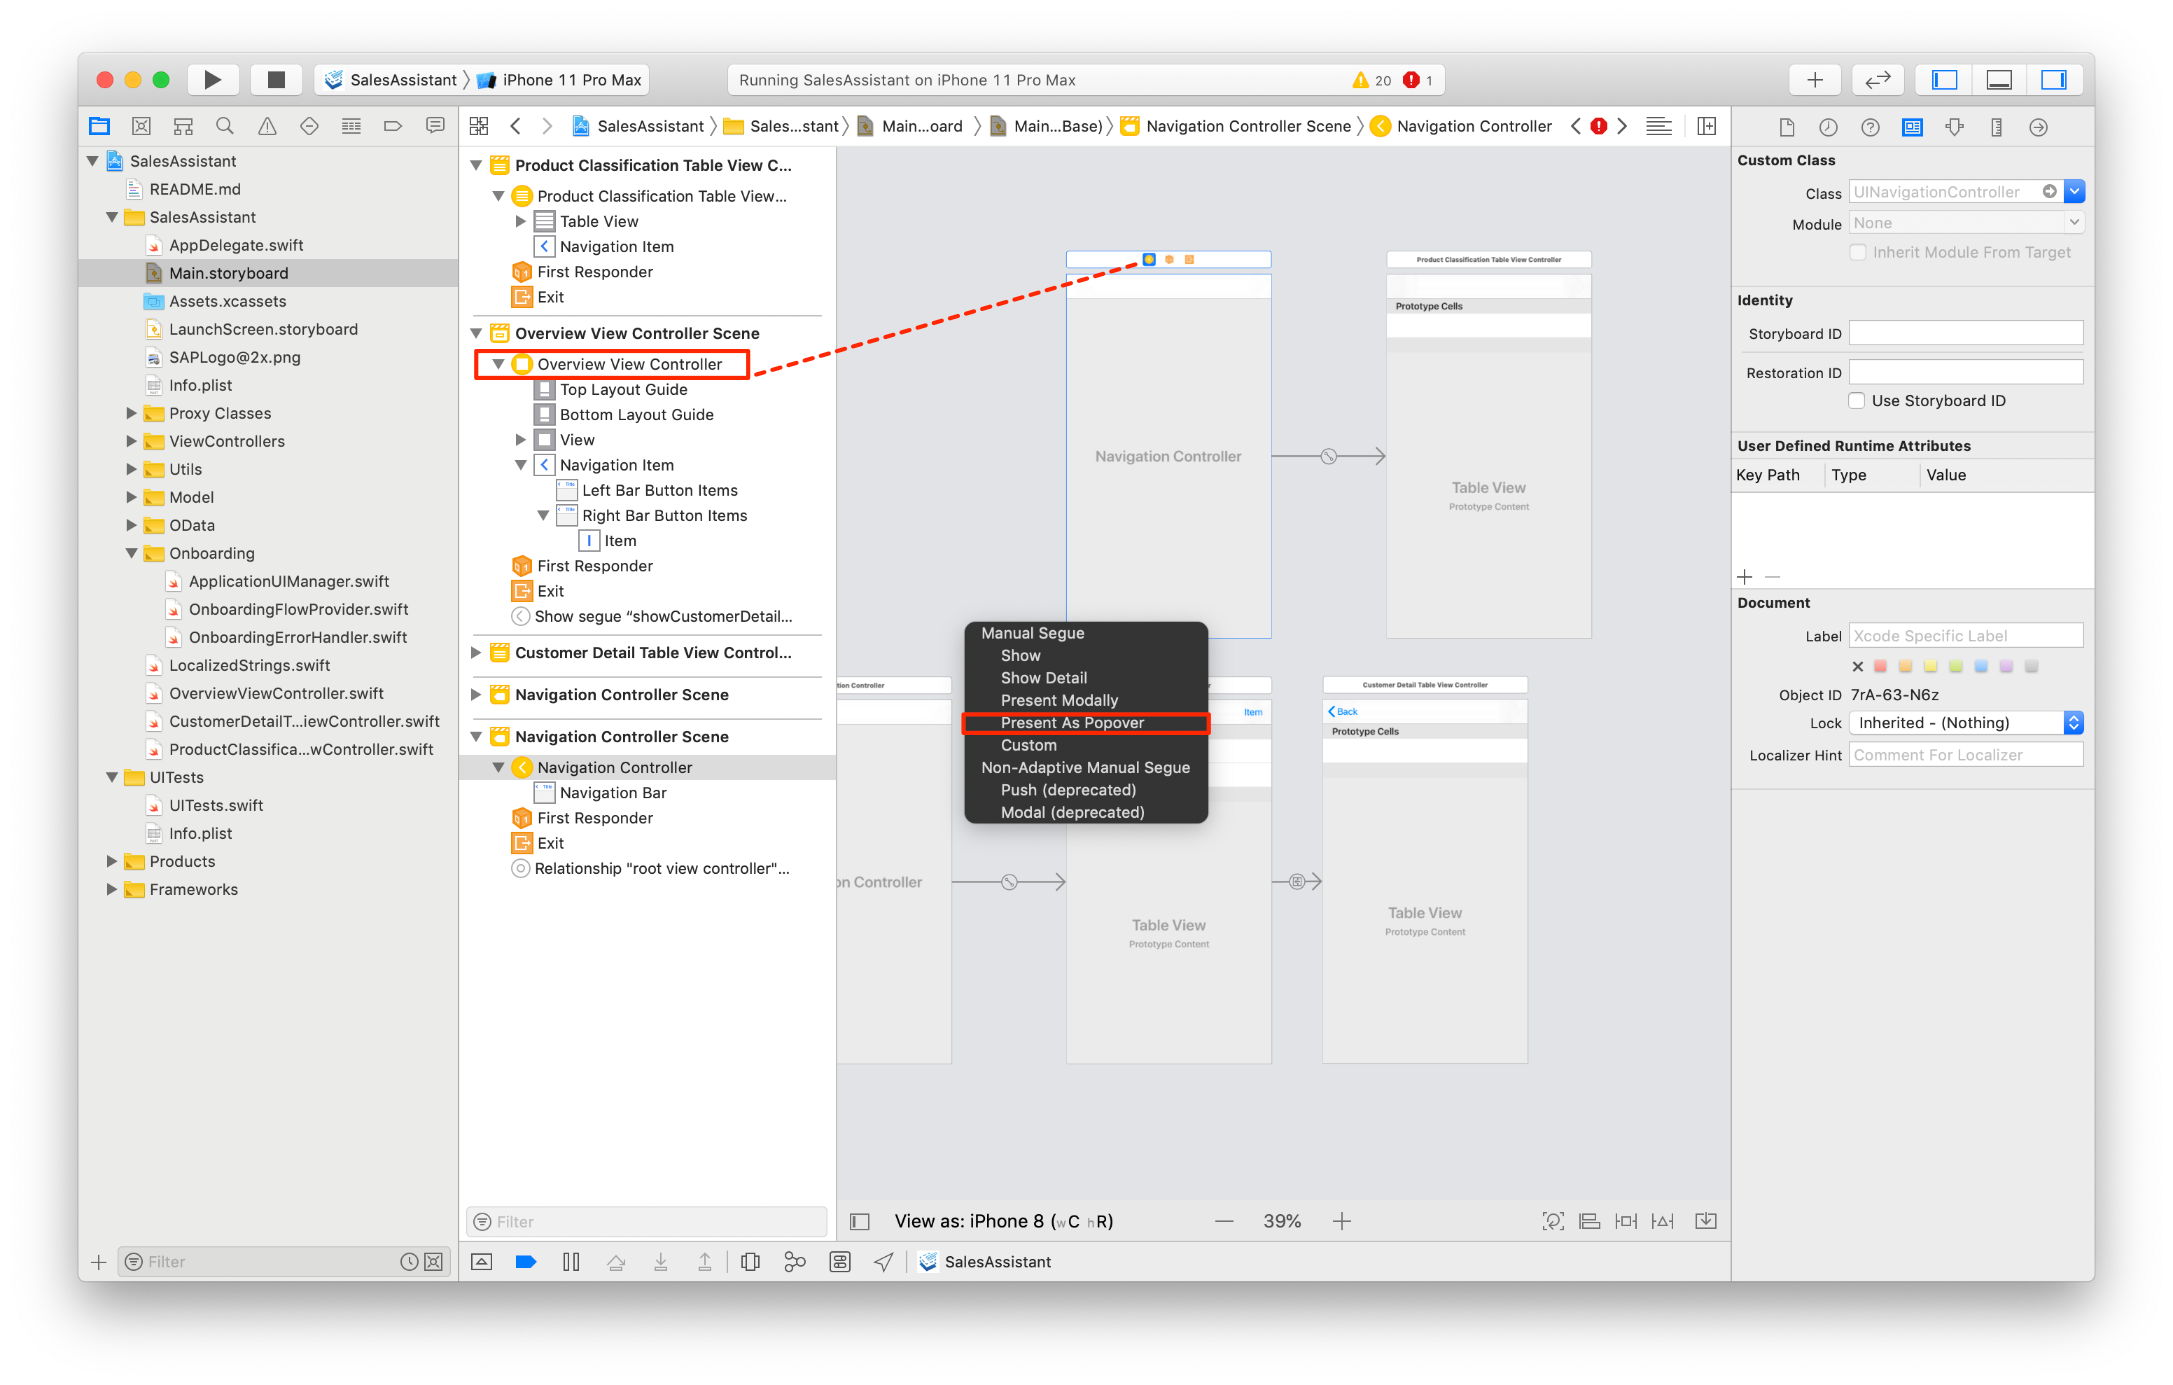 SalesAssistant
iPhone 11 Pro Max
Running SalesAssistant on iPhone 11 Pro Max
20
1
SalesAssistant
Sales...stant
Main...oard
Main...Base)
Navigation Controller Scene
Navigation Controller
SalesAssistant
README.md
SalesAssistant
AppDelegate.swift
Main.storyboard
Assets.xcassets
LaunchScreen.storyboard
SAPLogo@2x.png
Info.plist
Proxy Classes
ViewControllers
Utils
Model
OData
Onboarding
ApplicationUIManager.swift
OnboardingFlowProvider.swift
OnboardingErrorHandler.swift
LocalizedStrings.swift
OverviewViewController.swift
CustomerDetailT...iewController.swift
ProductClassifica...wController.swift
UITests
UITests.swift
Info.plist
Products
Frameworks
Filter
Product Classification Table View C...
Product Classification Table View...
Table View
Navigation Item
First Responder
Exit
Overview View Controller Scene
Overview View Controller
Top Layout Guide
Bottom Layout Guide
View
Navigation Item
Left Bar Button Items
Right Bar Button Items
Item
First Responder
Exit
Show segue “showCustomerDetail...
Customer Detail Table View Control...
Navigation Controller Scene
Navigation Controller Scene
Navigation Controller
Navigation Bar
First Responder
Exit
Relationship "root view controller"...
Filter
Navigation Controller
Product Classification Table View Controller
Prototype Cells
Table View
Prototype Content
Manual Segue
Show
Show Detail
Present Modally
Present As Popover
Custom
Non-Adaptive Manual Segue
Push (deprecated)
Modal (deprecated)
tion Controller
on Controller
r
Item
Table View
Prototype Content
Customer Detail Table View Controller
Back
Prototype Cells
Table View
Prototype Content
View as: iPhone 8 (wC hR)
39%
SalesAssistant
Custom Class
Class UINavigationController
Module None
Inherit Module From Target
Identity
Storyboard ID
Restoration ID
Use Storyboard ID
User Defined Runtime Attributes
Key Path Type Value
Document
Label Xcode Specific Label
Object ID 7rA-63-N6z
Lock Inherited - (Nothing)
Localizer Hint Comment For Localizer